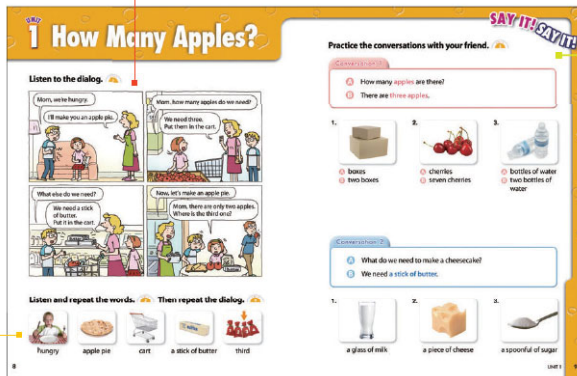 UNIT
1 How Many Apples?
Listen to the dialog.
Mom, we're hungry.
I'll make you an apple pie.
Mom, how many apples do we need?
We need three.
Put them in the cart.
What else do we need?
We need a stick
of butter.
Put it in the cart.
Now, let's make an apple pie.
Mom, there are only two apples.
Where is the third one?
Listen and repeat the words. Then repeat the dialog.
hungry
apple pie
cart
a stick of butter
third
8
SAY IT! SAY IT!
Practice the conversations with your friend.
Conversation 1
A How many apples are there?
B There are three apples.
1.
A boxes
B two boxes
2.
A cherries
B seven cherries
3.
A bottles of water
B two bottles of
water
Conversation 2
A What do we need to make a cheesecake?
B We need a stick of butter.
1.
a glass of milk
2.
a piece of cheese
3.
a spoonful of sugar
UNIT 1